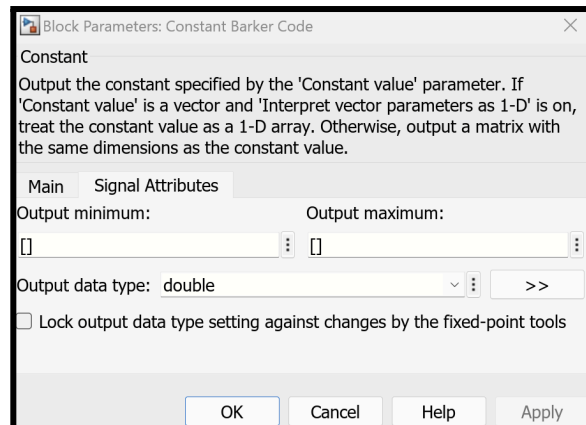 Block Parameters: Constant Barker Code
Constant
Output the constant specified by the 'Constant value' parameter. If
'Constant value' is a vector and 'Interpret vector parameters as 1-D' is on,
treat the constant value as a 1-D array. Otherwise, output a matrix with
the same dimensions as the constant value.
Main Signal Attributes
Output minimum: Output maximum:
[] []
Output data type: double >>
Lock output data type setting against changes by the fixed-point tools
OK Cancel Help Apply